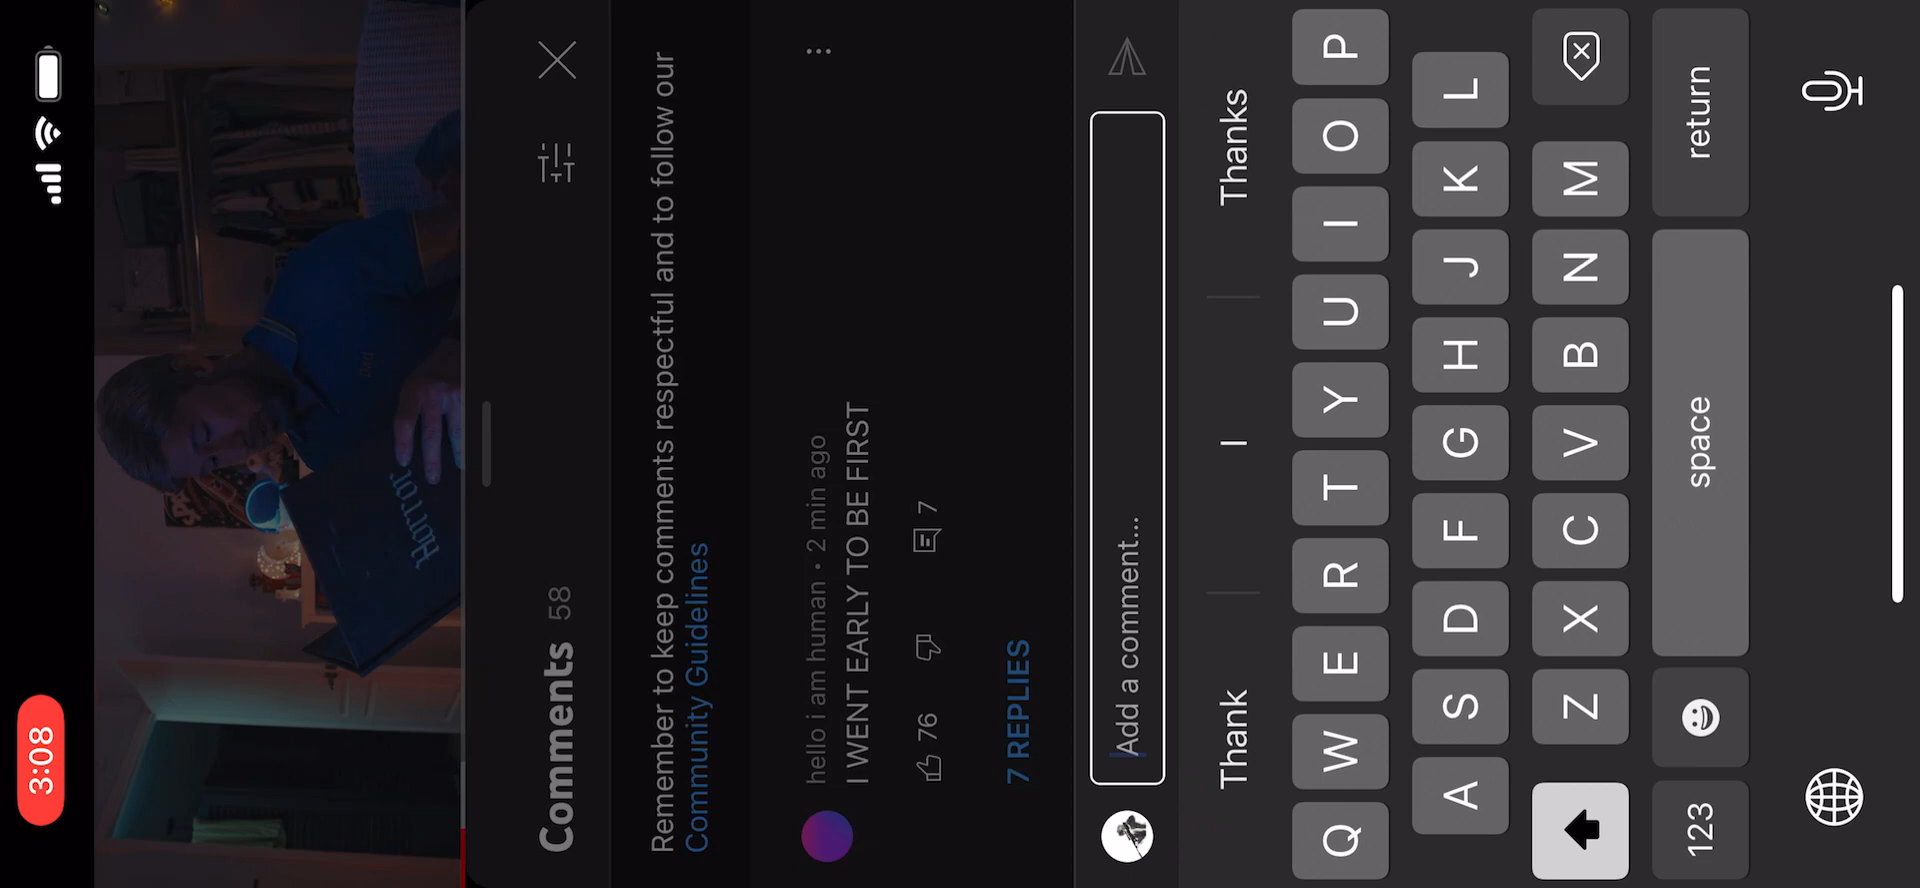 3:08
Horror
Comments 58
Remember to keep comments respectful and to follow our
Community Guidelines
hello i am human • 2 min ago
I WENT EARLY TO BE FIRST
76 7
7 REPLIES
Add a comment...
Thank I Thanks
Q W E R T Y U I O P
A S D F G H J K L
Z X C V B N M
123 space return